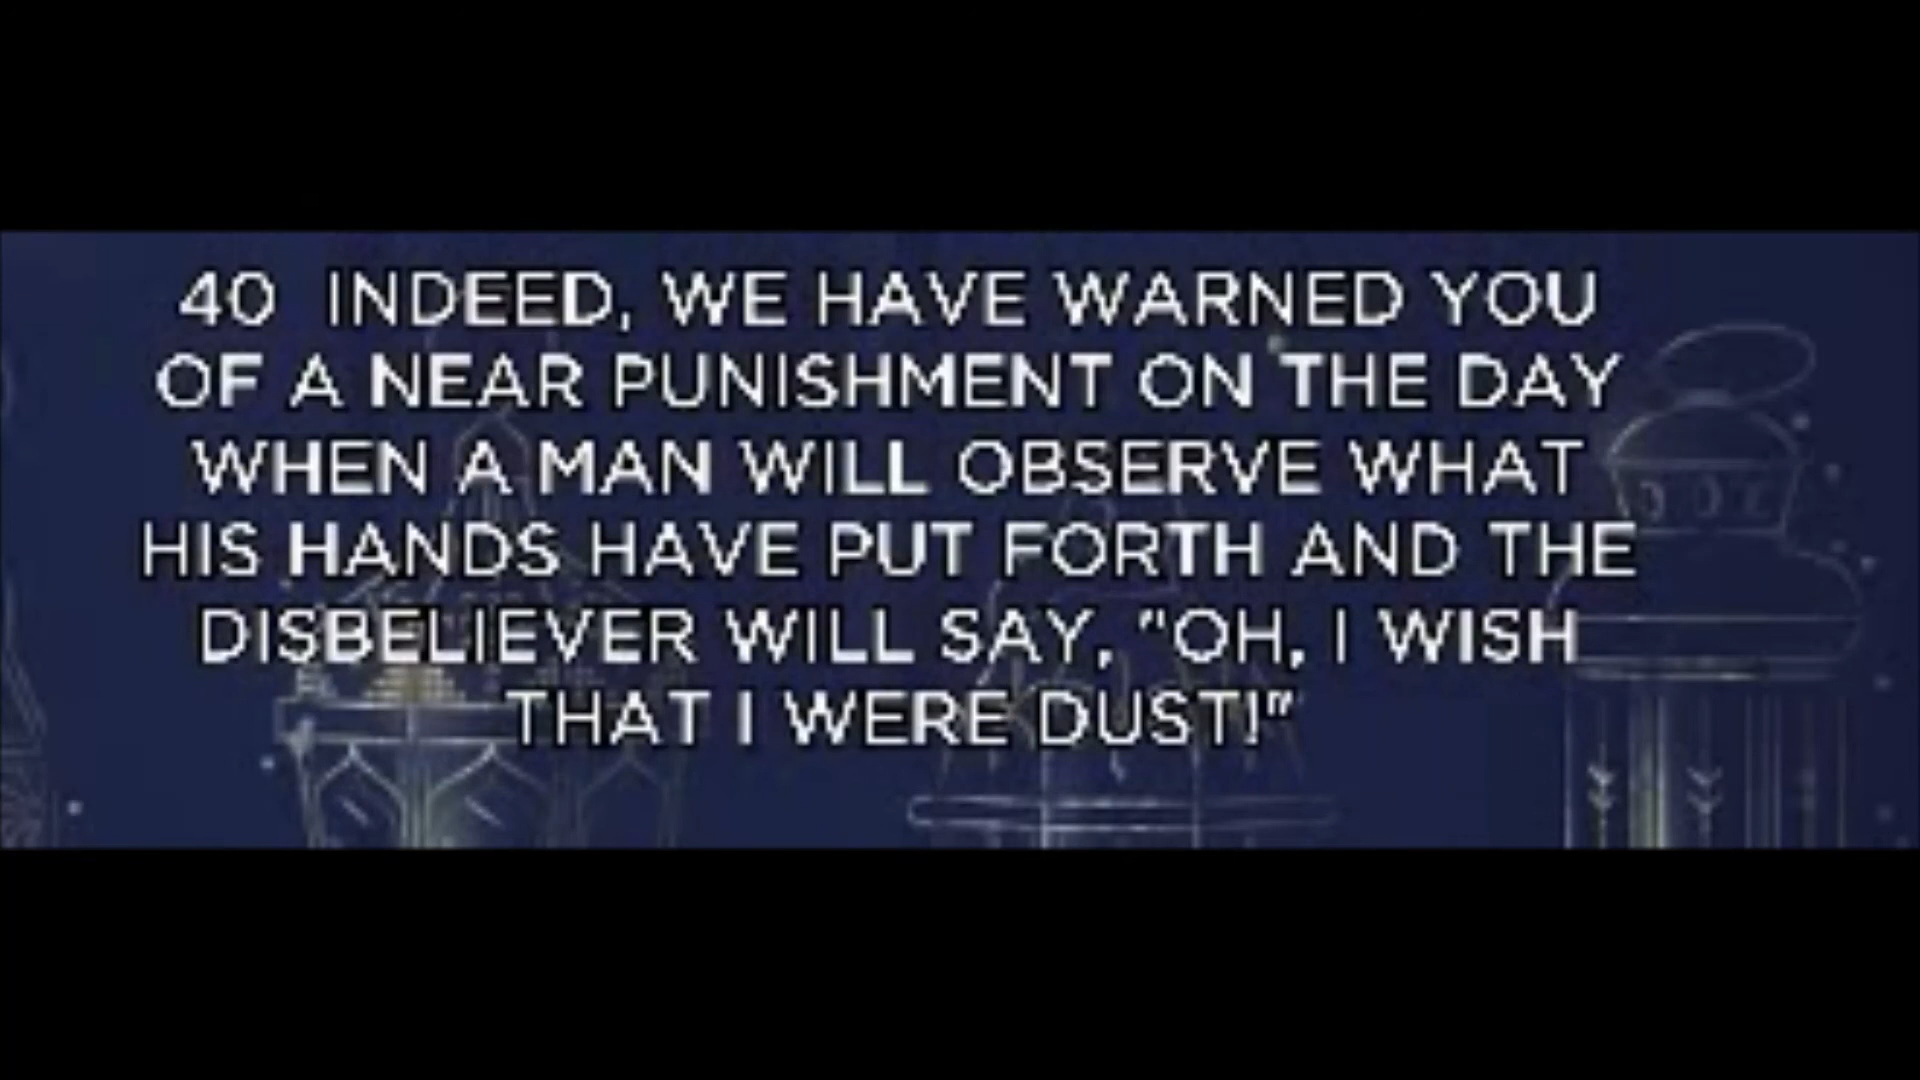 40 INDEED, WE HAVE WARNED YOU
OF A NEAR PUNISHMENT ON THE DAY
WHEN A MAN WILL OBSERVE WHAT
HIS HANDS HAVE PUT FORTH AND THE
DISBELIEVER WILL SAY, "OH, I WISH
THAT I WERE DUST!"